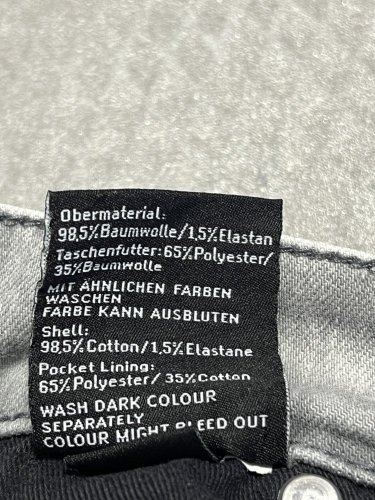 Obermaterial:
98,5%Baumwolle/1,5%Elastan
Taschenfutter:65%Polyester/
35%Baumwolle
MIT ÄHNLICHEN FARBEN
WASCHEN
FARBE KANN AUSBLUTEN
Shell:
98,5%Cotton/1,5%Elastane
Pocket Lining:
65%Polyester/35%Cotton
WASH DARK COLOUR
SEPARATELY
COLOUR MIGHT BLEED OUT